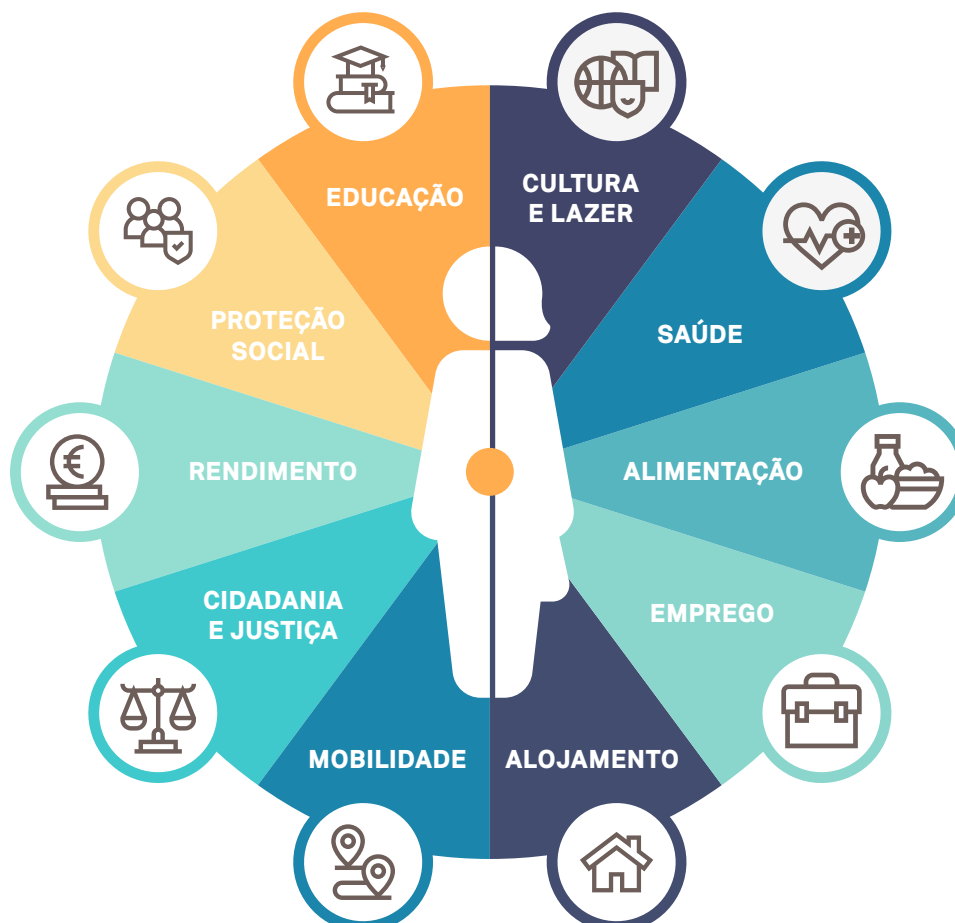 EDUCAÇÃO
CULTURA
E LAZER
PROTEÇÃO
SOCIAL
SAÚDE
RENDIMENTO
ALIMENTAÇÃO
CIDADANIA
E JUSTIÇA
EMPREGO
MOBILIDADE
ALOJAMENTO